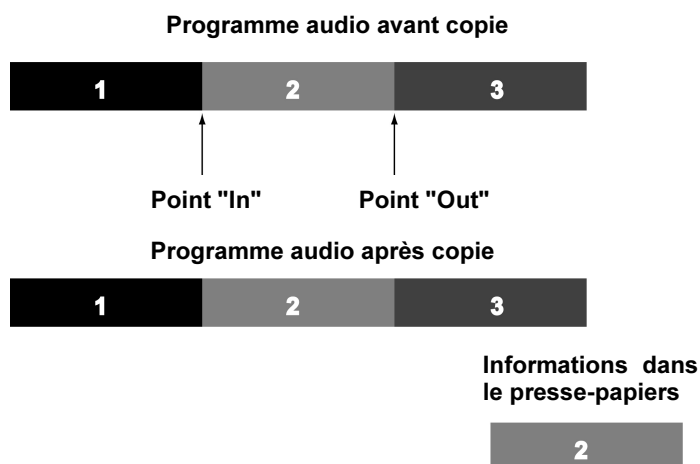 Programme audio avant copie
1 2 3
Point "In" Point "Out"
Programme audio après copie
1 2 3
Informations dans
le presse-papiers
2